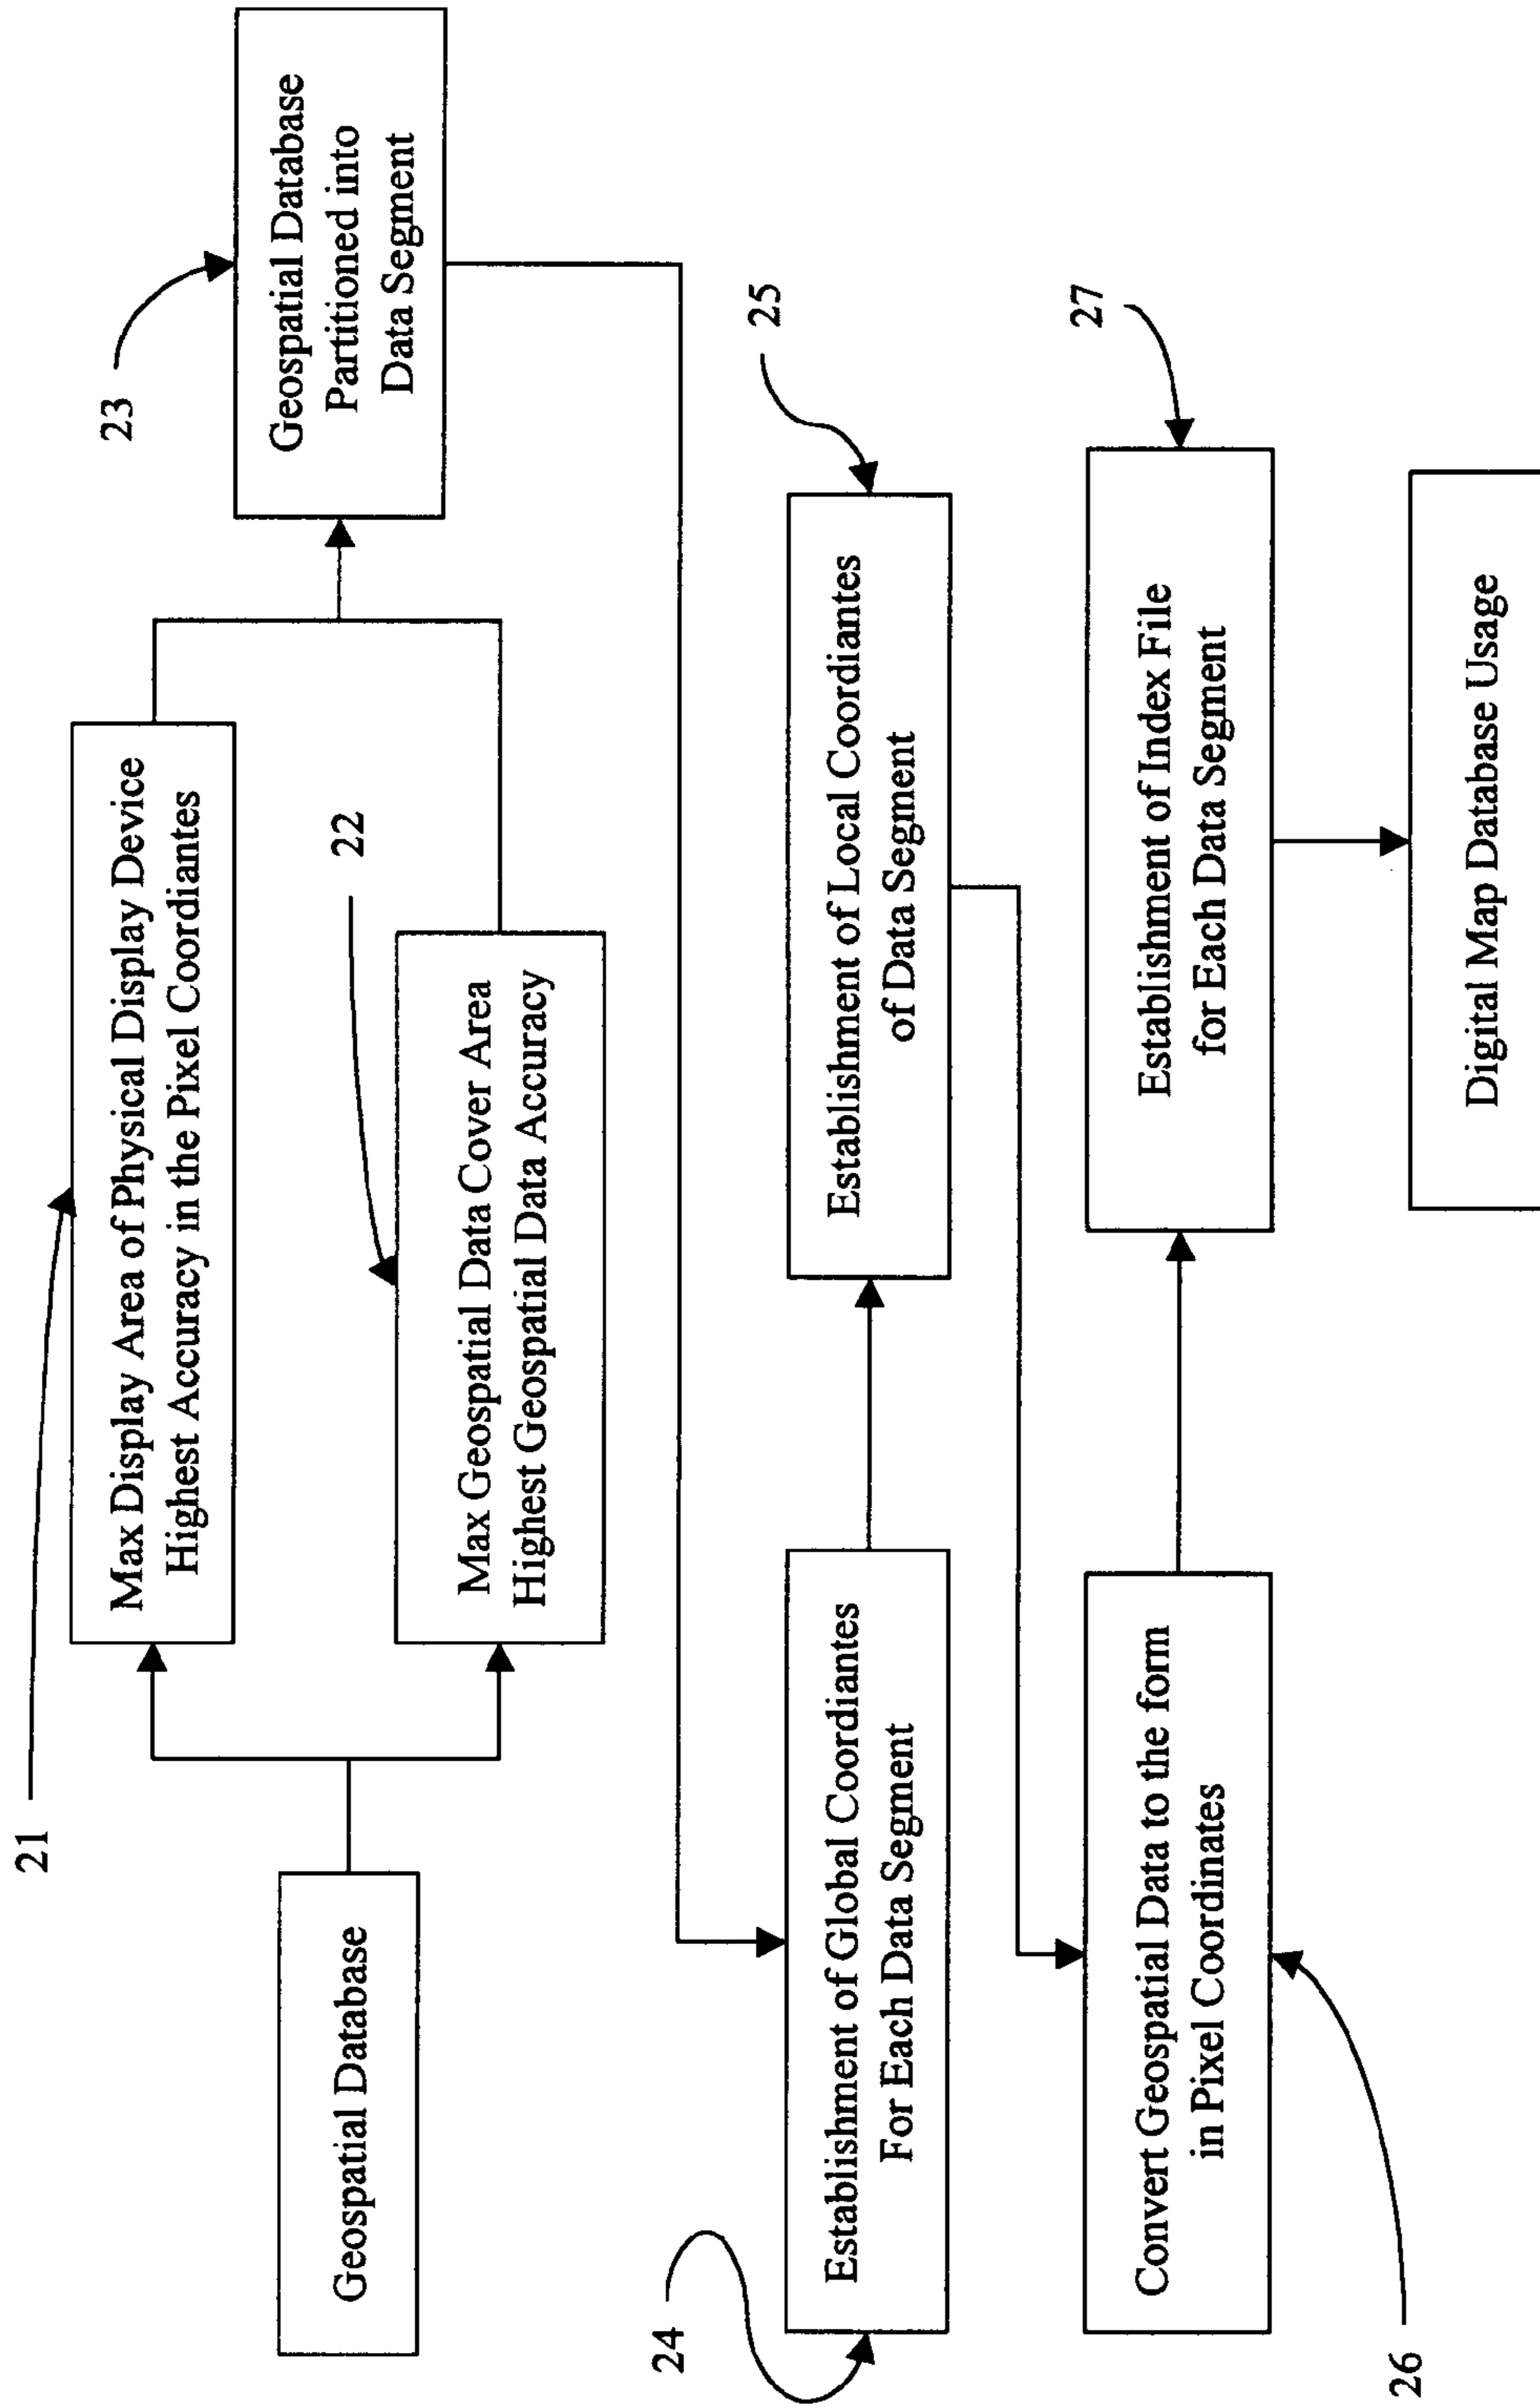 21
Max Display Area of Physical Display Device
Highest Accuracy in the Pixel Coordiantes
Geospatial Database
22
Max Geospatial Data Cover Area
Highest Geospatial Data Accuracy
23
Geospatial Database
Partitioned into
Data Segment
24
Establishment of Global Coordiantes
For Each Data Segment
25
Establishment of Local Coordiantes
of Data Segment
26
Convert Geospatial Data to the form
in Pixel Coordinates
27
Establishment of Index File
for Each Data Segment
Digital Map Database Usage